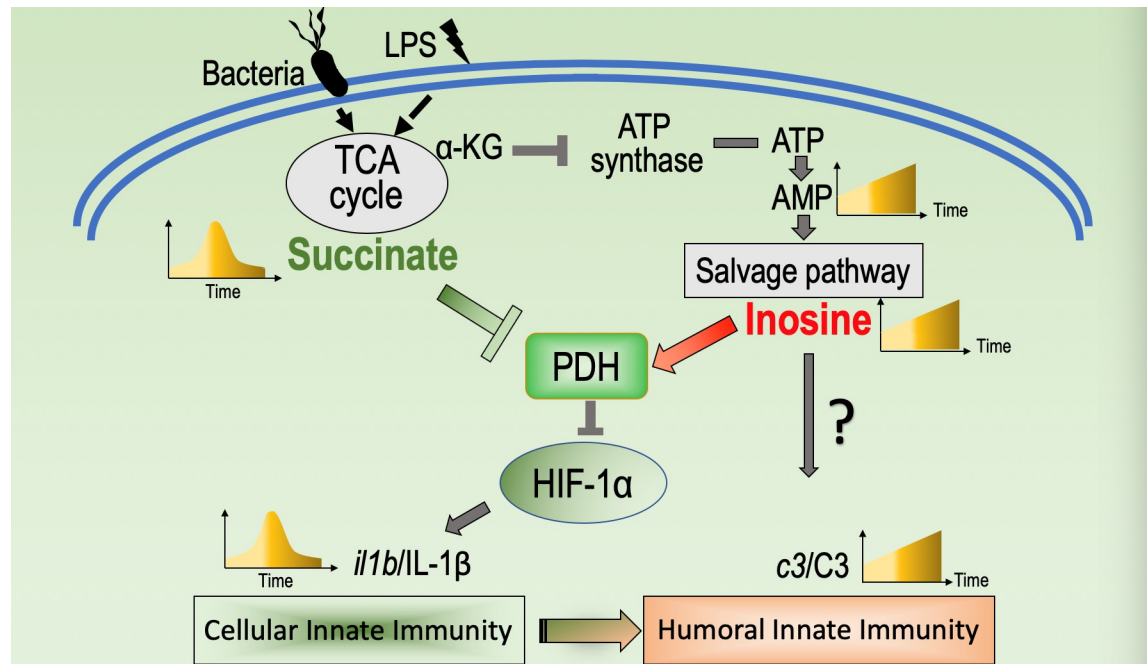 LPS
Bacteria
TCA
cycle
α-KG
ATP
synthase
ATP
AMP
Time
Succinate
Time
Salvage pathway
Inosine
Time
PDH
?
HIF-1α
il1b/IL-1β
Time
c3/C3
Time
Cellular Innate Immunity
Humoral Innate Immunity